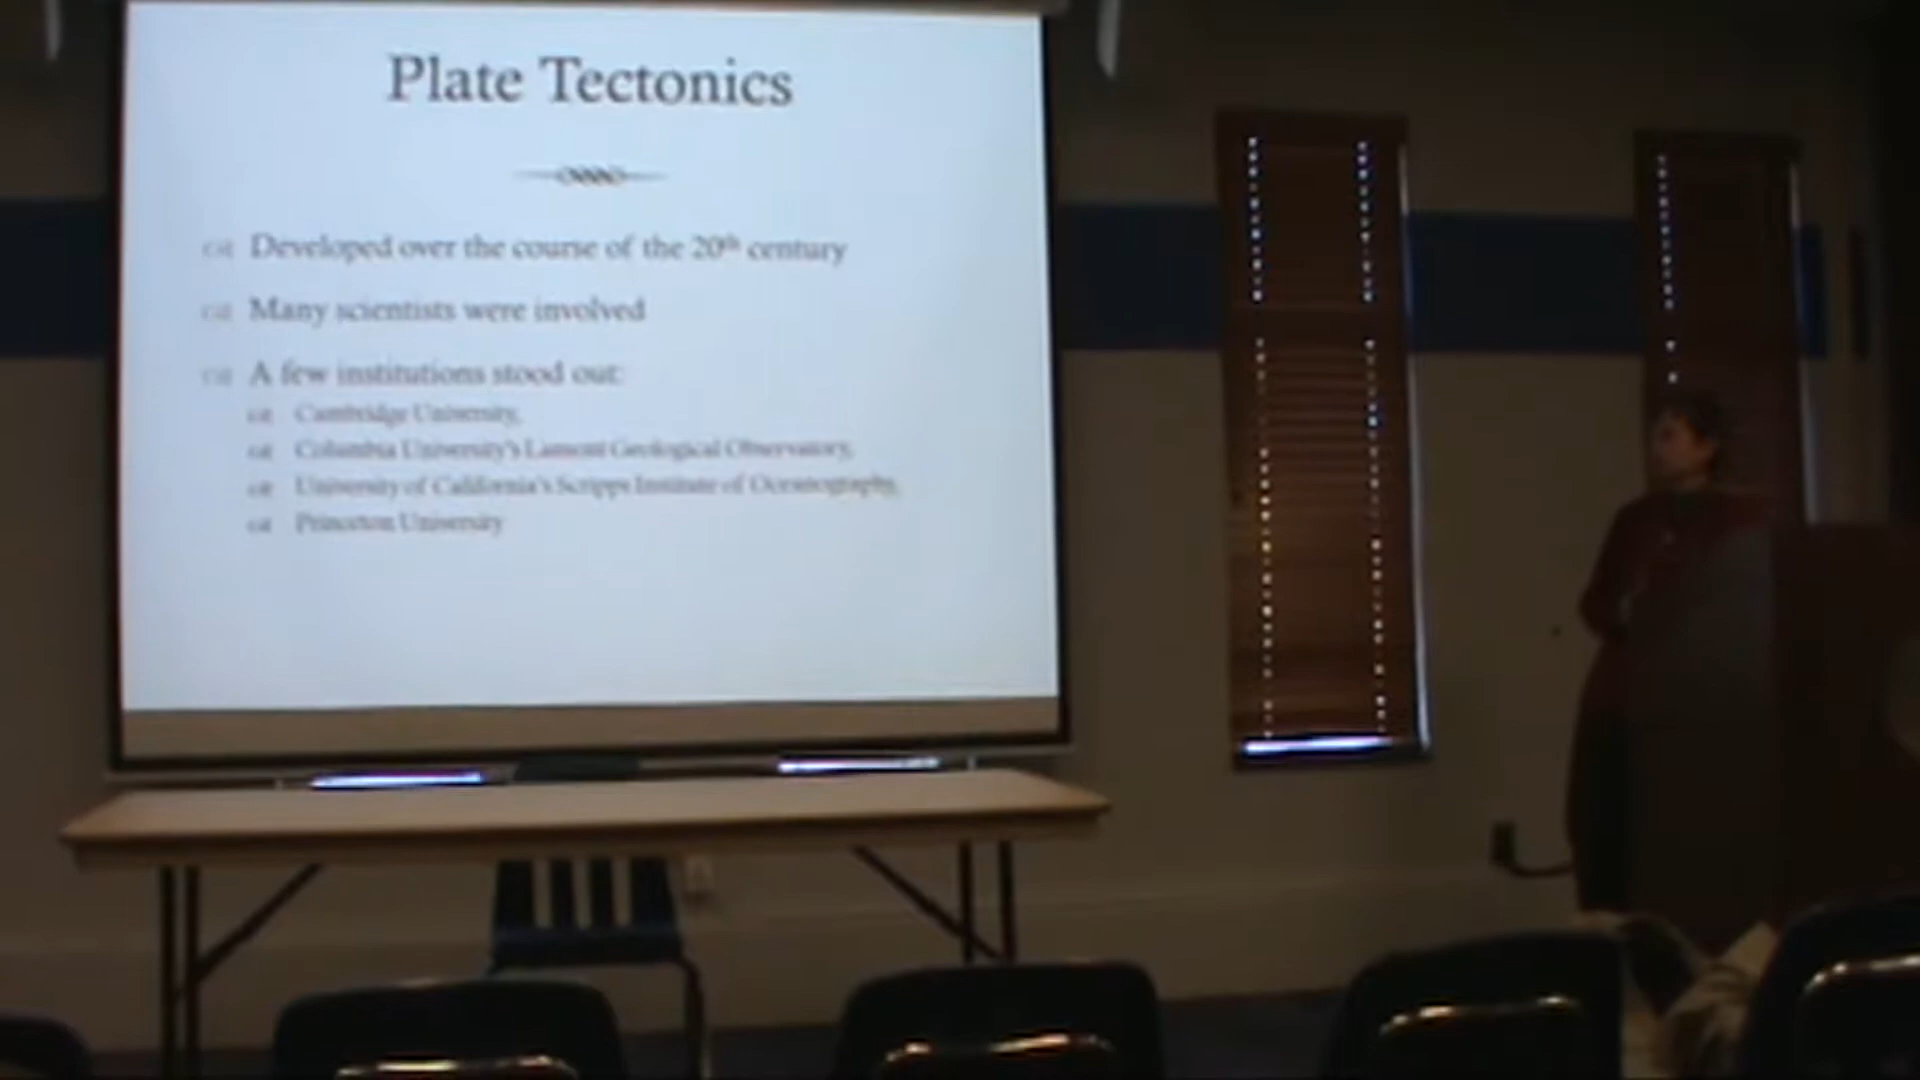 Plate Tectonics
Developed over the course of the 20th century
Many scientists were involved
A few institutions stood out:
Cambridge University,
Columbia University's Lamont Geological Observatory,
University of California's Scripps Institute of Oceanography,
Princeton University